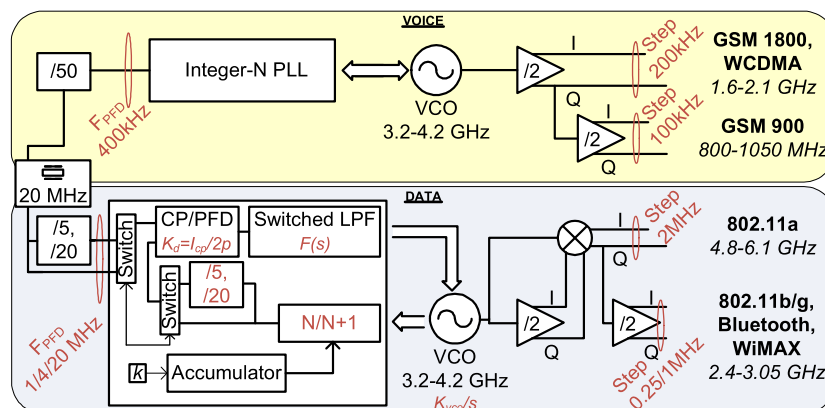 VOICE
/50
F_PFD
400kHz
Integer-N PLL
VCO
3.2-4.2 GHz
/2
I
Q
Step
200kHz
/2
I
Q
Step
100kHz
GSM 1800,
WCDMA
1.6-2.1 GHz
GSM 900
800-1050 MHz
20 MHz
DATA
/5,
/20
F_PFD
1/4/20 MHz
Switch
CP/PFD
K_d=I_cp/2p
Switched LPF
F(s)
Switch
/5,
/20
N/N+1
k
Accumulator
VCO
3.2-4.2 GHz
K_VCO/s
/2
I
Q
I
Q
Step
2MHz
/2
I
Q
Step
0.25/1MHz
802.11a
4.8-6.1 GHz
802.11b/g,
Bluetooth,
WiMAX
2.4-3.05 GHz